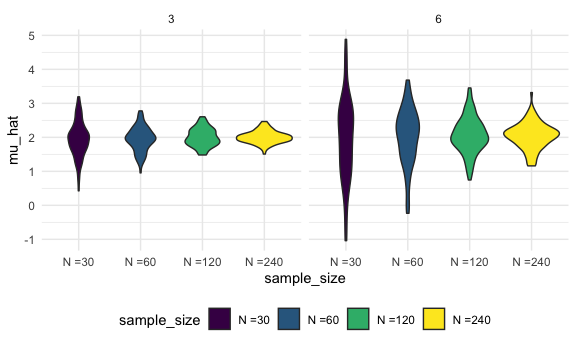 3 6
5
4
3
2
1
0
-1
mu_hat
N =30 N =60 N =120 N =240 N =30 N =60 N =120 N =240
sample_size
sample_size N =30 N =60 N =120 N =240